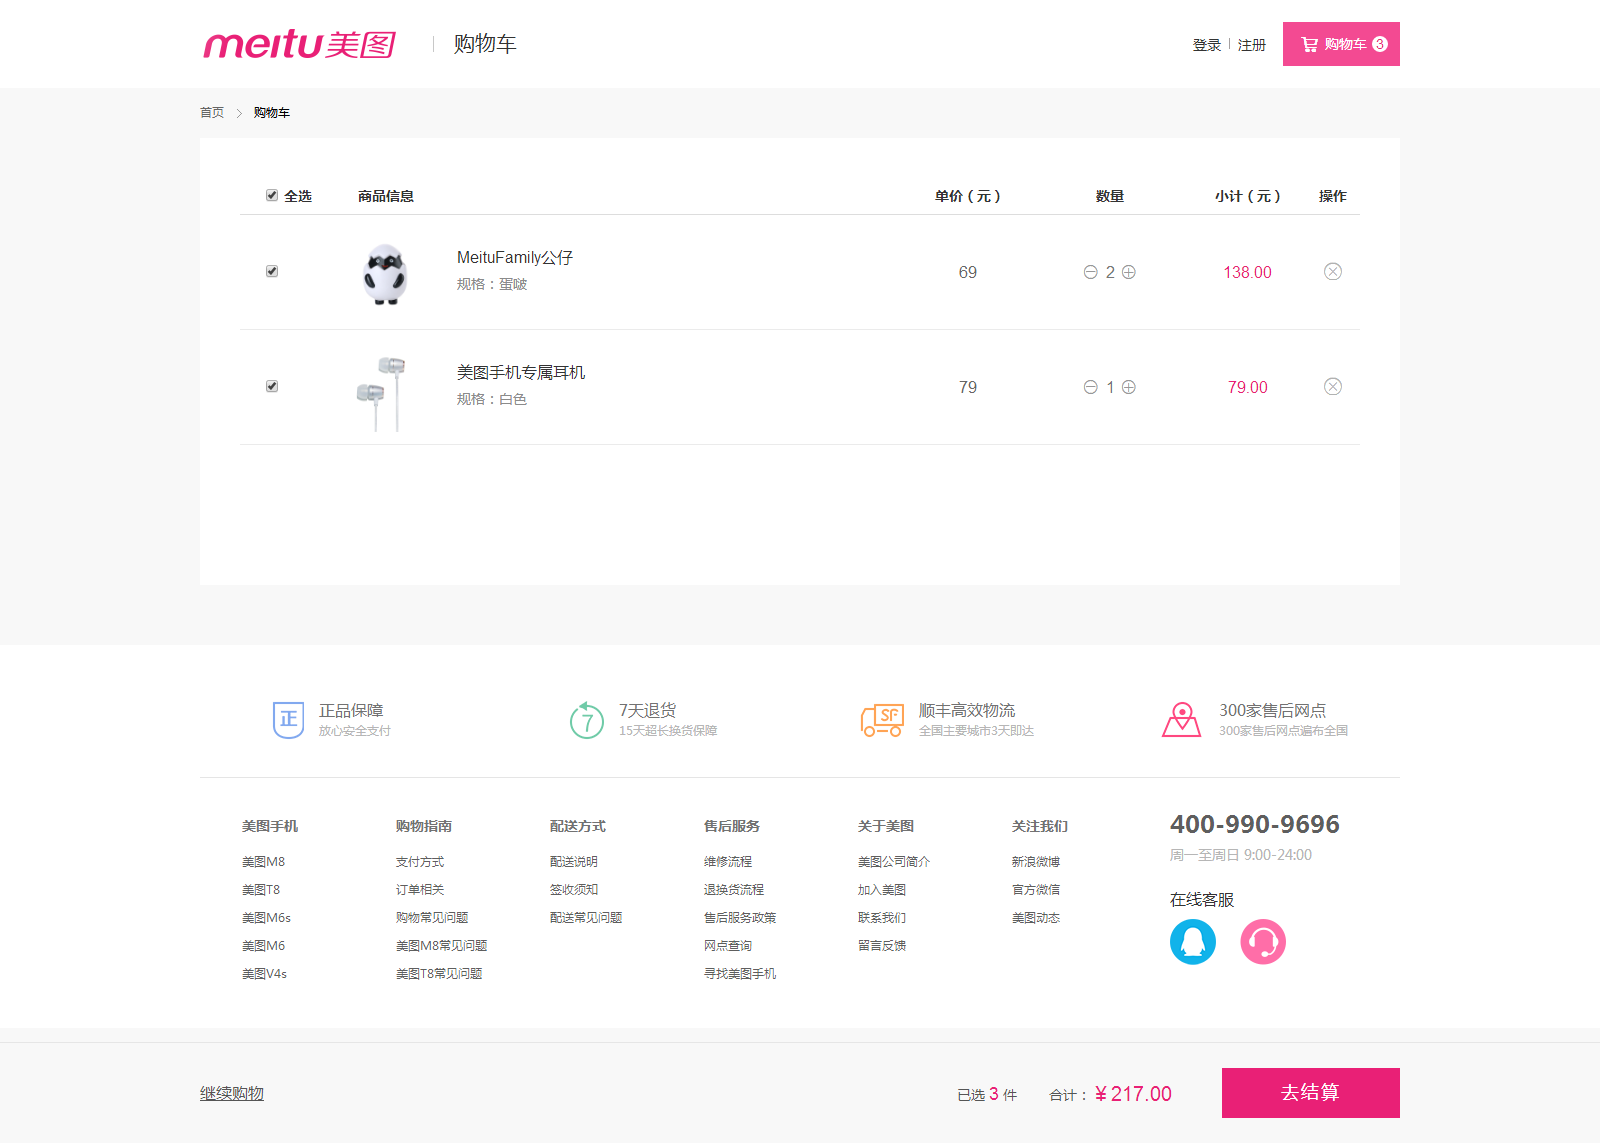 meitu美图
购物车
登录 注册
购物车 3
首页 购物车
全选 商品信息 单价（元） 数量 小计（元） 操作
MeituFamily公仔
规格：蛋啵
69 2 138.00
美图手机专属耳机
规格：白色
79 1 79.00
正
正品保障
放心安全支付
7
7天退货
15天超长换货保障
SF
顺丰高效物流
全国主要城市3天即达
300家售后网点
300家售后网点遍布全国
美图手机
美图M8
美图T8
美图M6s
美图M6
美图V4s
购物指南
支付方式
订单相关
购物常见问题
美图M8常见问题
美图T8常见问题
配送方式
配送说明
签收须知
配送常见问题
售后服务
维修流程
退换货流程
售后服务政策
网点查询
寻找美图手机
关于美图
美图公司简介
加入美图
联系我们
留言反馈
关注我们
新浪微博
官方微信
美图动态
400-990-9696
周一至周日 9:00-24:00
在线客服
继续购物
已选 3 件 合计：￥217.00
去结算